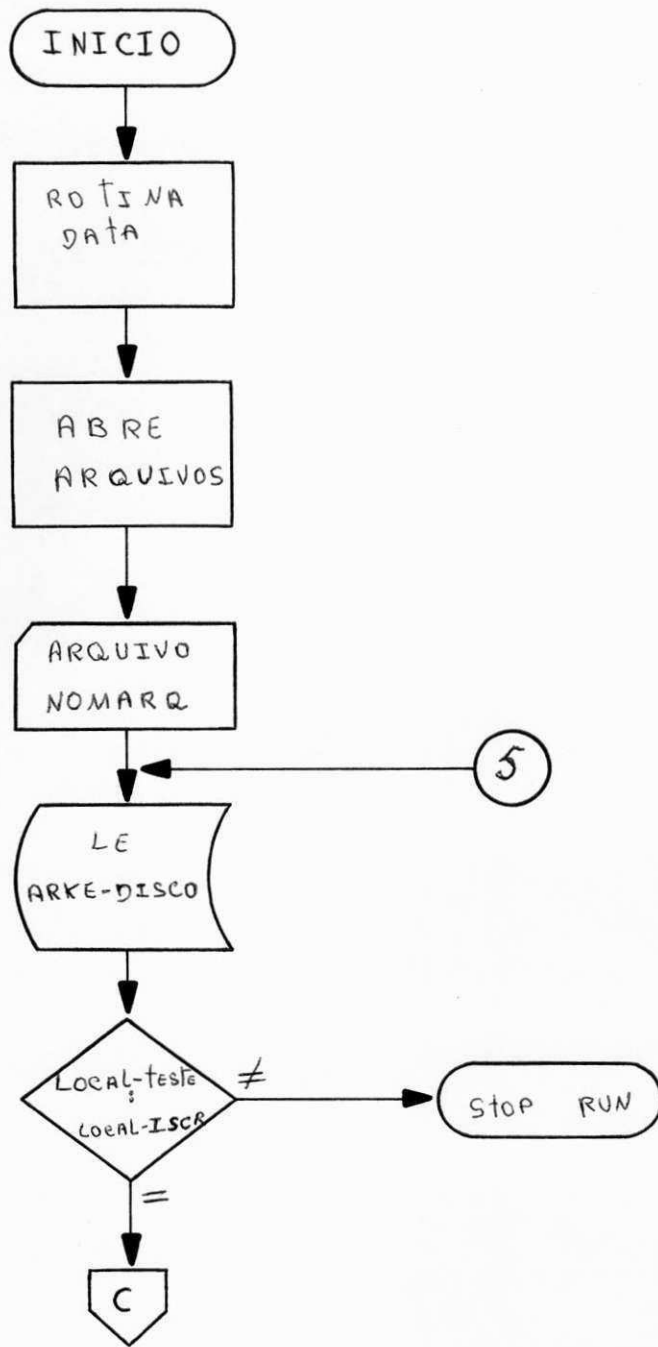 INICIO
ROTINA
DATA
ABRE
ARQUIVOS
ARQUIVO
NOMARQ
5
LE
ARKE-DISCO
LOCAL-TESTE
:
LOCAL-ISCR
≠
STOP RUN
=
C